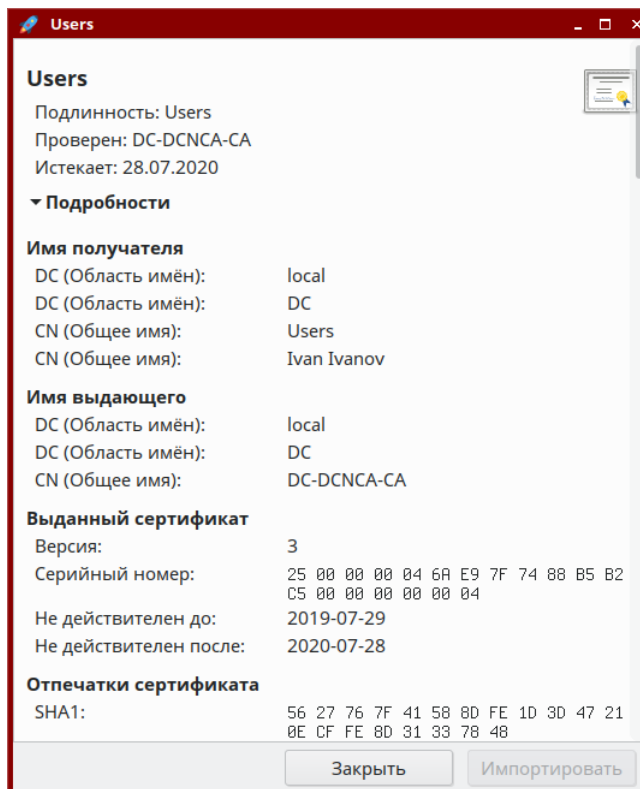 Users
Users
Подлинность: Users
Проверен: DC-DCNCA-CA
Истекает: 28.07.2020
Подробности
Имя получателя
DC (Область имён): local
DC (Область имён): DC
CN (Общее имя): Users
CN (Общее имя): Ivan Ivanov
Имя выдающего
DC (Область имён): local
DC (Область имён): DC
CN (Общее имя): DC-DCNCA-CA
Выданный сертификат
Версия: 3
Серийный номер: 25 00 00 00 04 6A E9 7F 74 88 B5 B2
C5 00 00 00 00 00 04
Не действителен до: 2019-07-29
Не действителен после: 2020-07-28
Отпечатки сертификата
SHA1: 56 27 76 7F 41 58 8D FE 1D 3D 47 21
0E CF FE 8D 31 33 78 48
Закрыть Импортировать